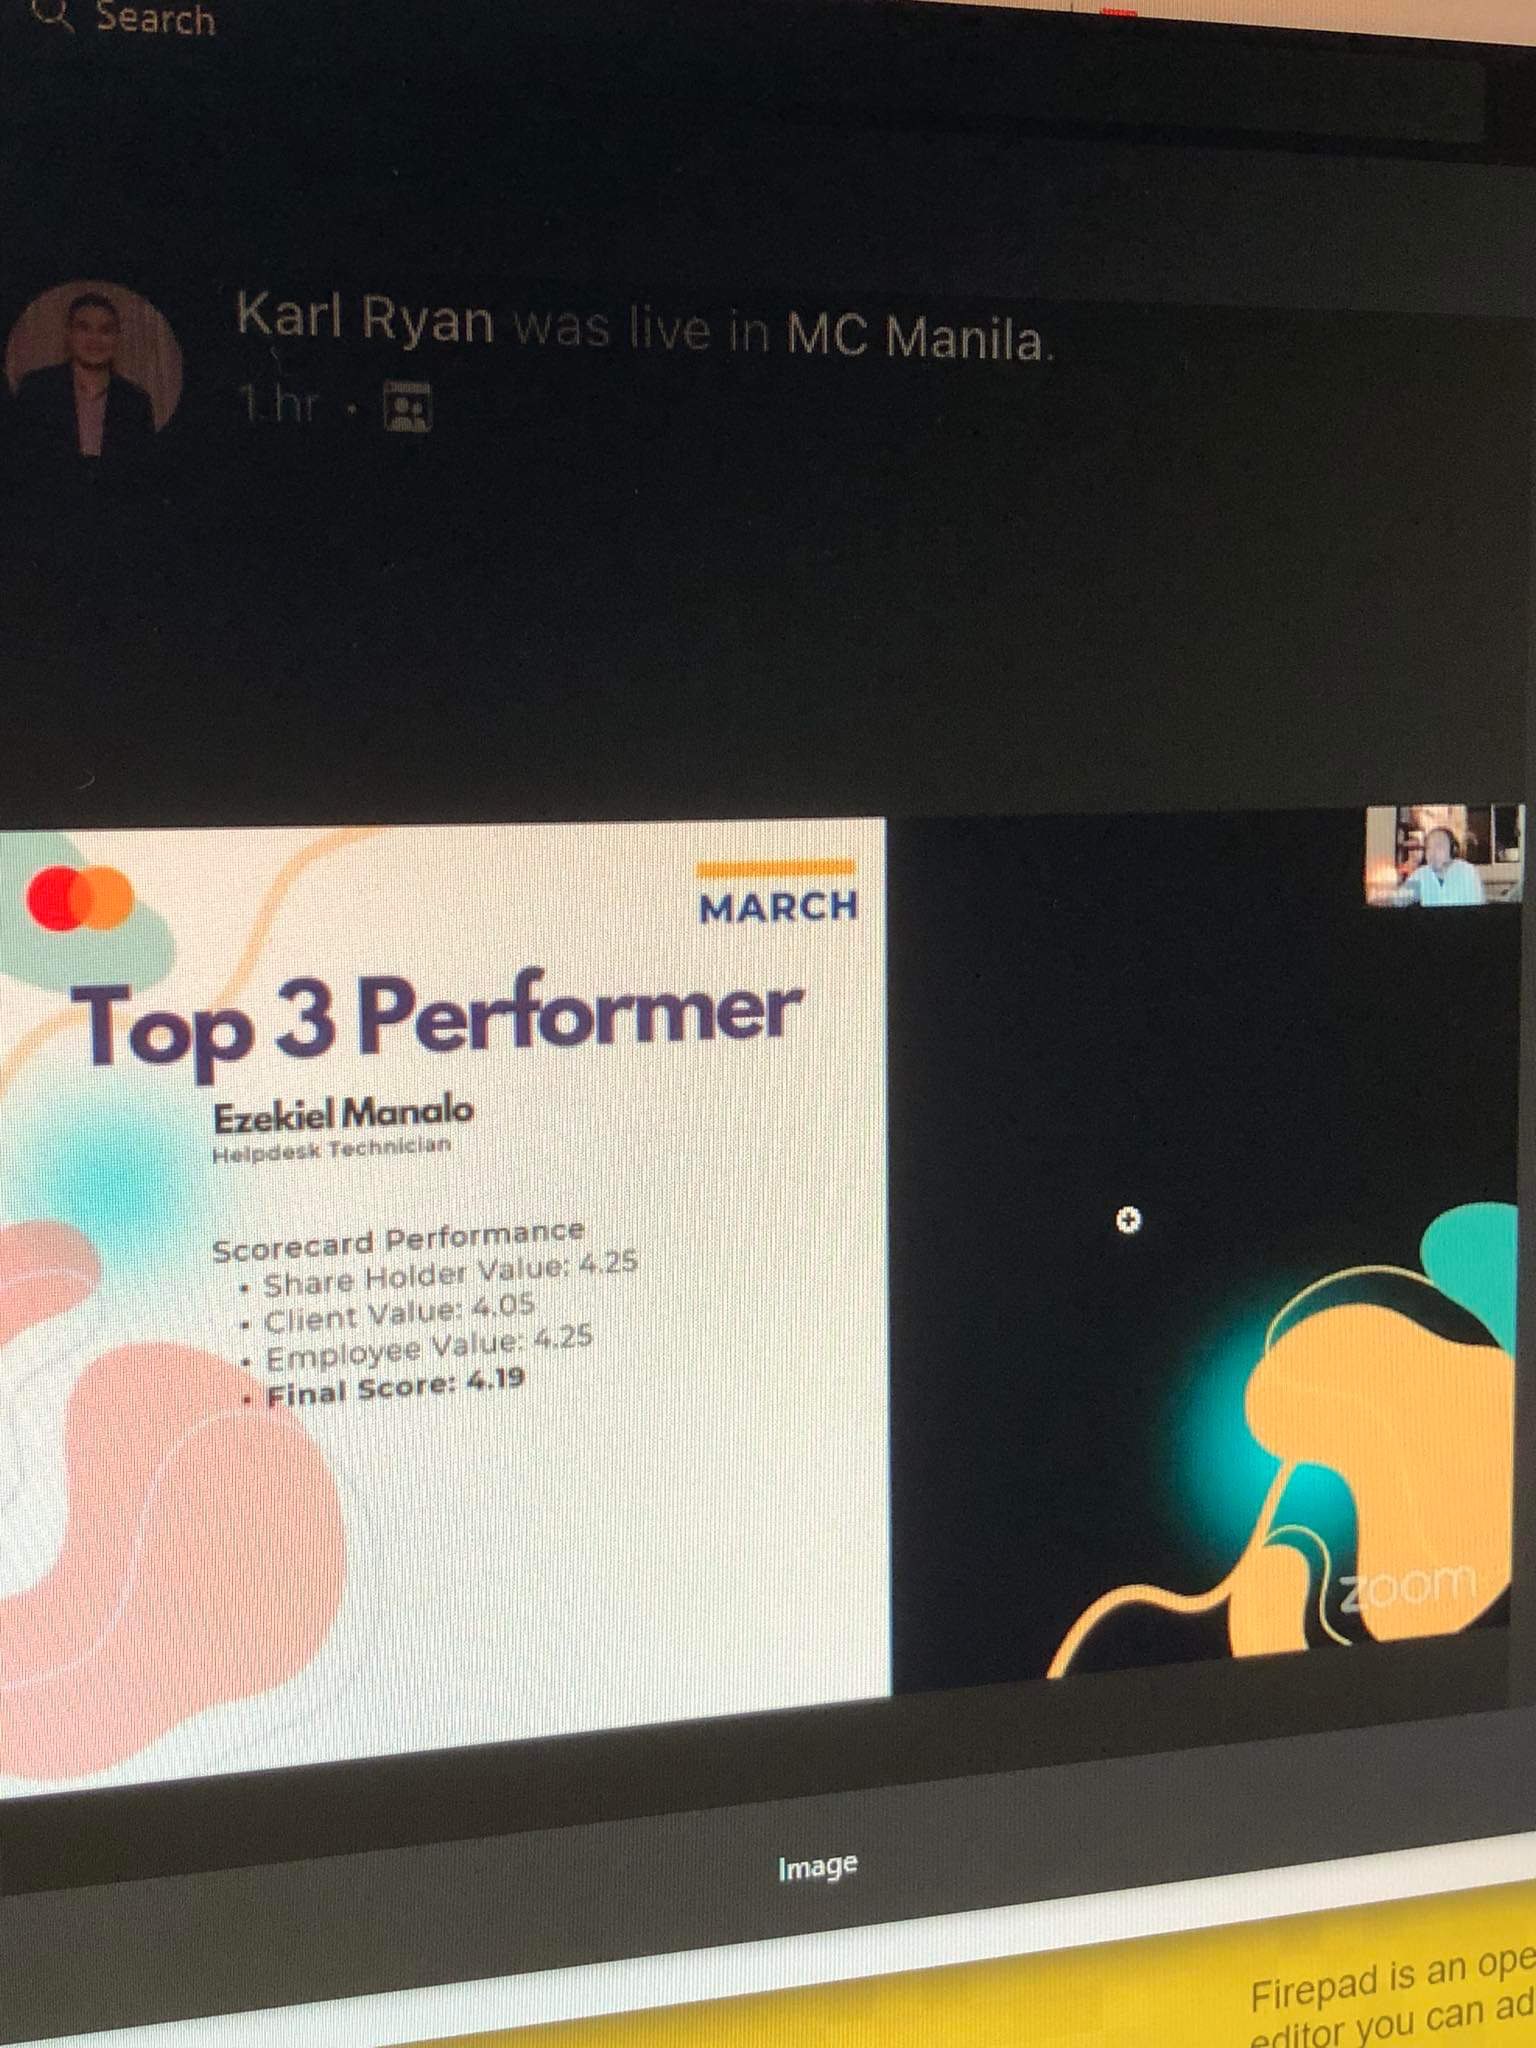 Search
Karl Ryan was live in MC Manila.
1 hr ·
MARCH
Top 3 Performer
Ezekiel Manalo
Helpdesk Technician
Scorecard Performance
• Share Holder Value: 4.25
• Client Value: 4.05
• Employee Value: 4.25
• Final Score: 4.19
zoom
Image
Firepad is an ope
editor you can ad